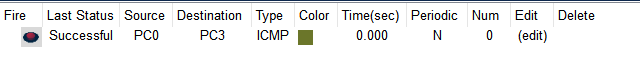 Fire Last Status Source Destination Type Color Time(sec) Periodic Num Edit Delete
Successful PC0 PC3 ICMP 0.000 N 0 (edit)